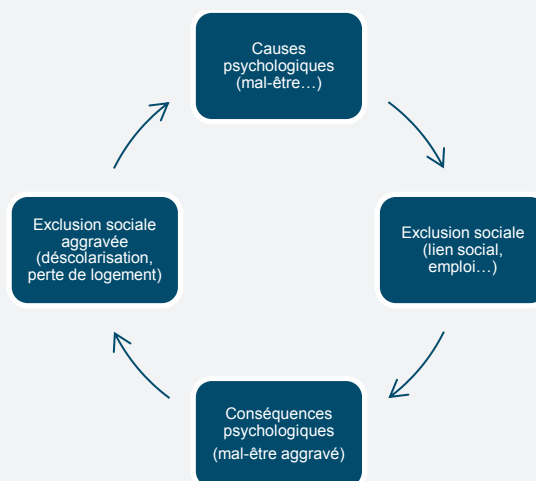 Causes
psychologiques
(mal-être…)
Exclusion sociale
aggravée
(déscolarisation,
perte de logement)
Exclusion sociale
(lien social,
emploi…)
Conséquences
psychologiques
(mal-être aggravé)